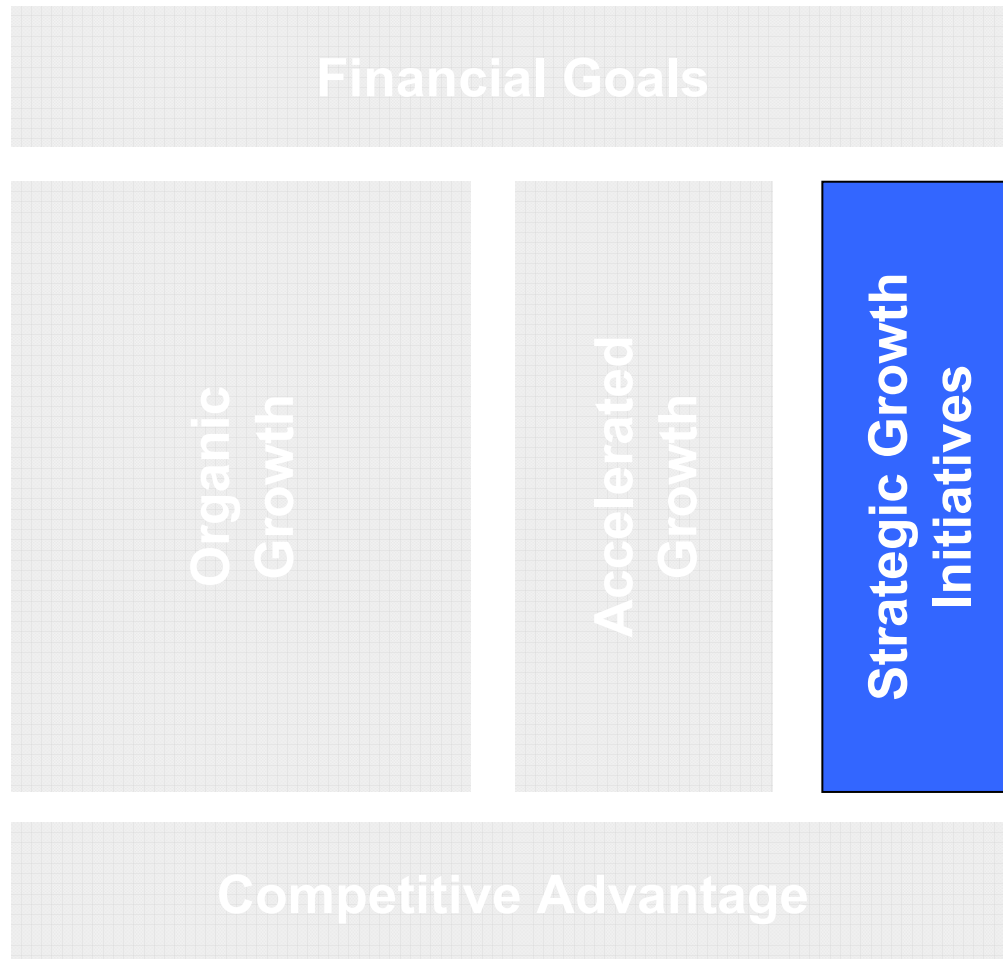 Financial Goals
Organic
Growth
Accelerated
Growth
Strategic Growth
Initiatives
Competitive Advantage